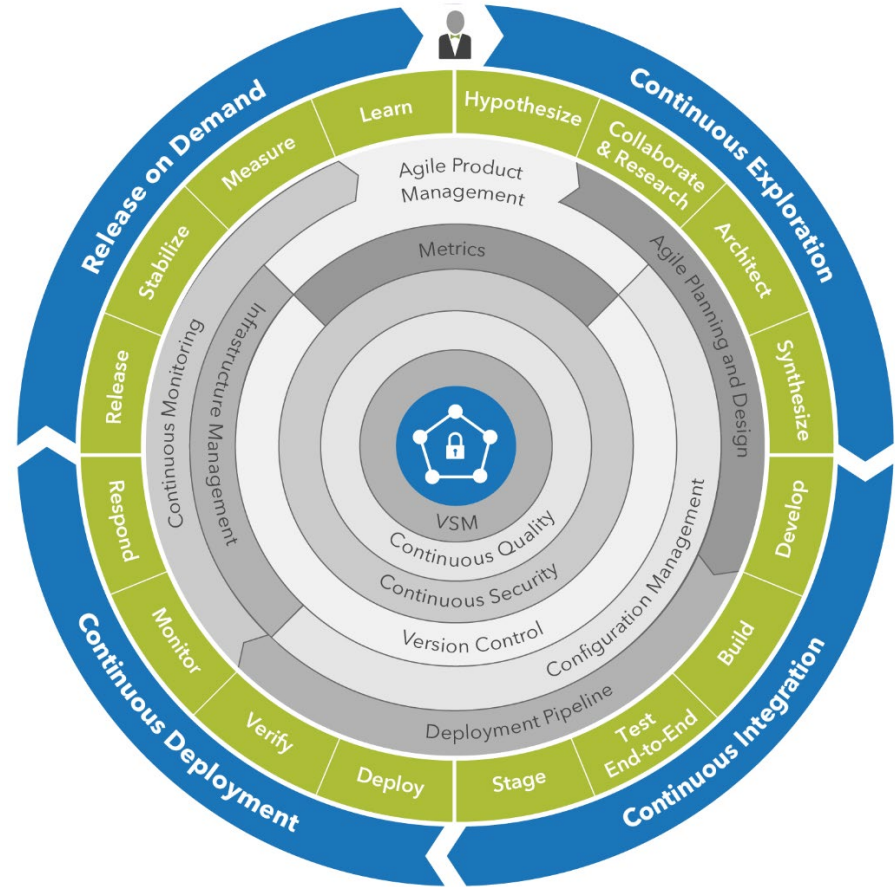 Continuous Exploration
Continuous Integration
Continuous Deployment
Release on Demand
Hypothesize
Collaborate
& Research
Architect
Synthesize
Develop
Build
Test
End-to-End
Stage
Deploy
Verify
Monitor
Respond
Release
Stabilize
Measure
Learn
Agile Product
Management
Agile Planning and Design
Deployment Pipeline
Continuous Monitoring
Infrastructure Management
Configuration Management
Metrics
Version Control
Continuous Security
Continuous Quality
VSM